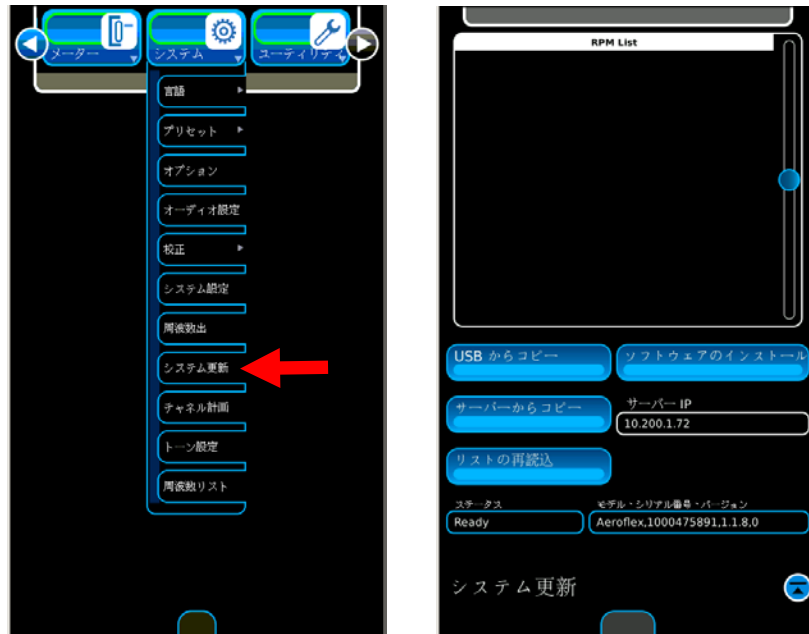 メーター
システム
ユーティリティ
言語
プリセット
オプション
オーディオ設定
校正
システム設定
周波数出
システム更新
チャネル計画
トーン設定
周波数リスト
RPM List
USB からコピー
ソフトウェアのインストール
サーバーからコピー
サーバー IP
10.200.1.72
リストの再読込
ステータス
モデル・シリアル番号・バージョン
Ready
Aeroflex,1000475891,1.1.8,0
システム更新